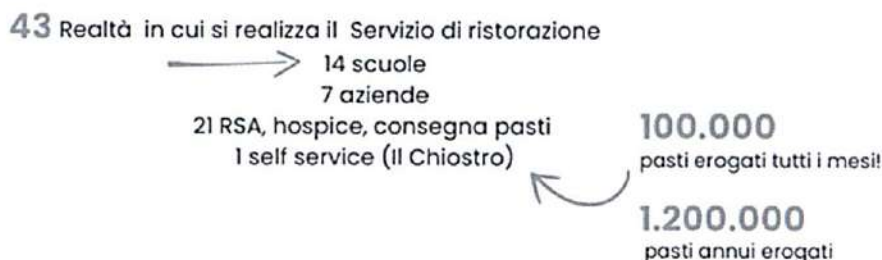 43 Realtà in cui si realizza il Servizio di ristorazione
14 scuole
7 aziende
21 RSA, hospice, consegna pasti
1 self service (Il Chiostro)
100.000
pasti erogati tutti i mesi!
1.200.000
pasti annui erogati